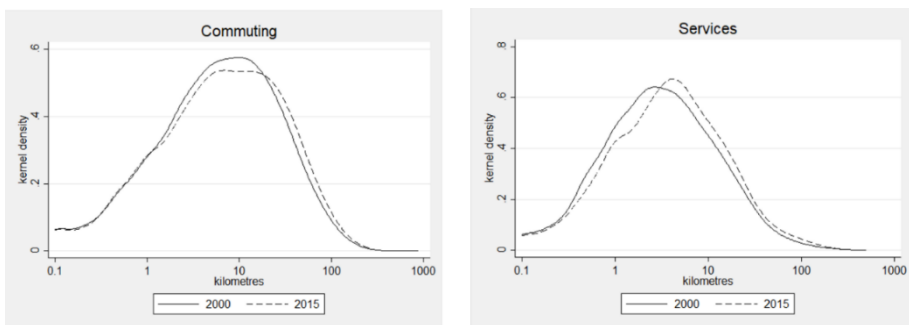 Commuting
kernel density
0 .2 .4 .6
0.1 1 10 100 1000
kilometres
2000 2015
Services
kernel density
0 .2 .4 .6 .8
0.1 1 10 100 1000
kilometres
2000 2015